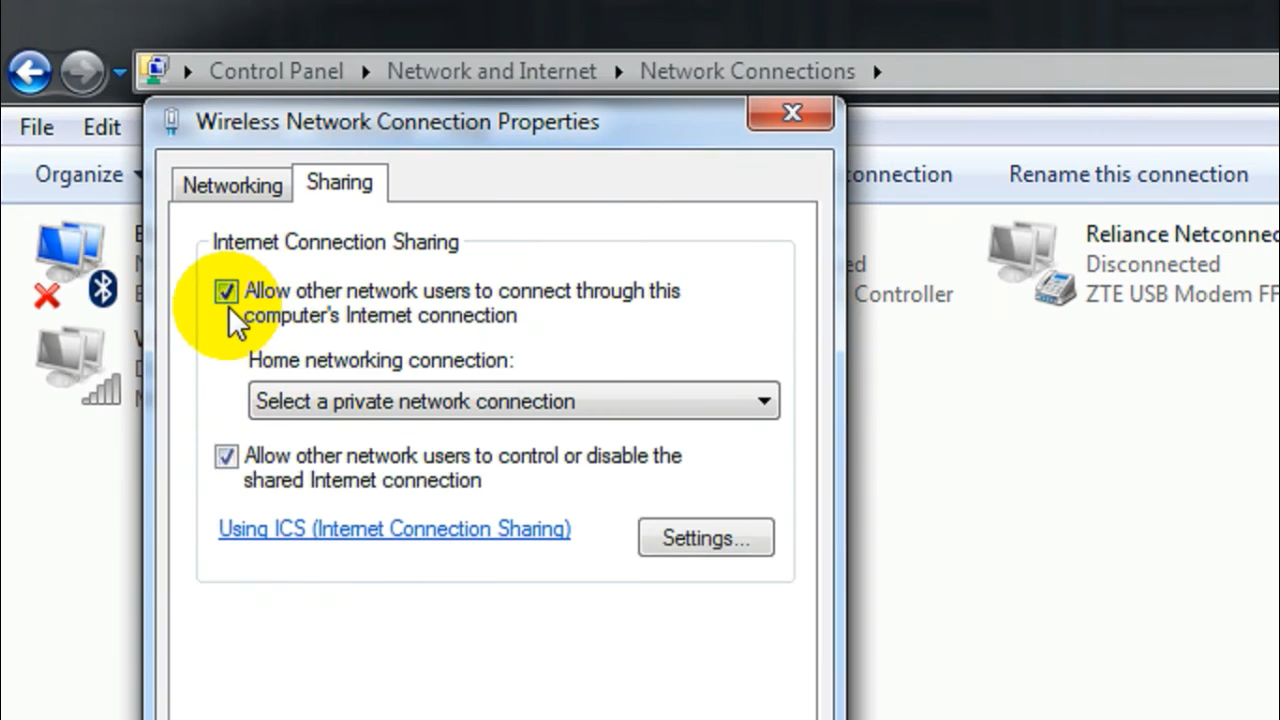 Control Panel Network and Internet Network Connections
Wireless Network Connection Properties
File Edit
Networking Sharing
Organize
onnection Rename this connection
Internet Connection Sharing
Allow other network users to connect through this
computer's Internet connection
Home networking connection:
Select a private network connection
Allow other network users to control or disable the
shared Internet connection
Using ICS (Internet Connection Sharing)
Settings...
ed
Controller
Reliance Netconnec
Disconnected
ZTE USB Modem FF